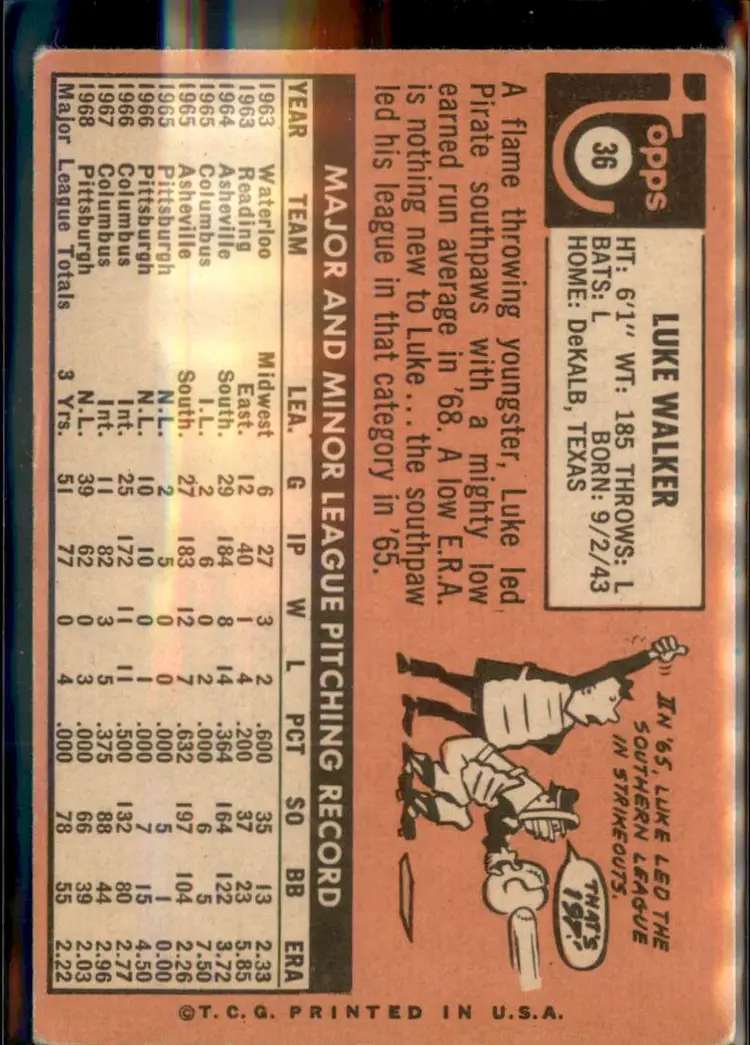 Topps
36
LUKE WALKER
HT: 6'1" WT: 185 THROWS: L
BATS: L BORN: 9/2/43
HOME: DeKALB, TEXAS
A flame throwing youngster, Luke led
Pirate southpaws with a mighty low
earned run average in '68. A low E.R.A.
is nothing new to Luke...the southpaw
led his league in that category in '65.
IN '65, LUKE LED THE
SOUTHERN LEAGUE
IN STRIKEOUTS.
THAT'S
197!
MAJOR AND MINOR LEAGUE PITCHING RECORD
YEAR TEAM LEA. G IP W L PCT SO BB ERA
1963 Waterloo Midwest 6 27 3 2 .600 35 13 2.33
1963 Reading East. 12 40 1 4 .200 37 23 5.85
1964 Asheville South. 29 184 8 14 .364 164 122 3.72
1965 Columbus I.L. 2 6 0 2 .000 6 5 7.50
1965 Asheville South. 27 183 12 7 .632 197 104 2.26
1965 Pittsburgh N.L. 2 5 0 0 .000 5 1 0.00
1966 Pittsburgh N.L. 10 10 0 1 .000 7 15 4.50
1966 Columbus Int. 25 172 11 11 .500 132 80 2.77
1967 Columbus Int. 11 82 3 5 .375 88 44 2.96
1968 Pittsburgh N.L. 39 62 0 3 .000 66 39 2.03
Major League Totals 3 Yrs. 51 77 0 4 .000 78 55 2.22
©T.C.G. PRINTED IN U.S.A.